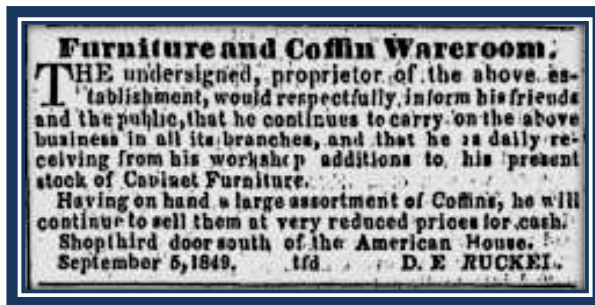 Furniture and Coffin Wareroom.
THE undersigned, proprietor of the above es-
tablishment, would respectfully inform his friends
and the public, that he continues to carry on the above
business in all its branches, and that he is daily re-
ceiving from his workshop additions to his present
stock of Cabinet Furniture.
Having on hand a large assortment of Coffins, he will
continue to sell them at very reduced prices for cash.
Shop third door south of the American House.
September 5, 1849. tfd D. E RUCKEL.